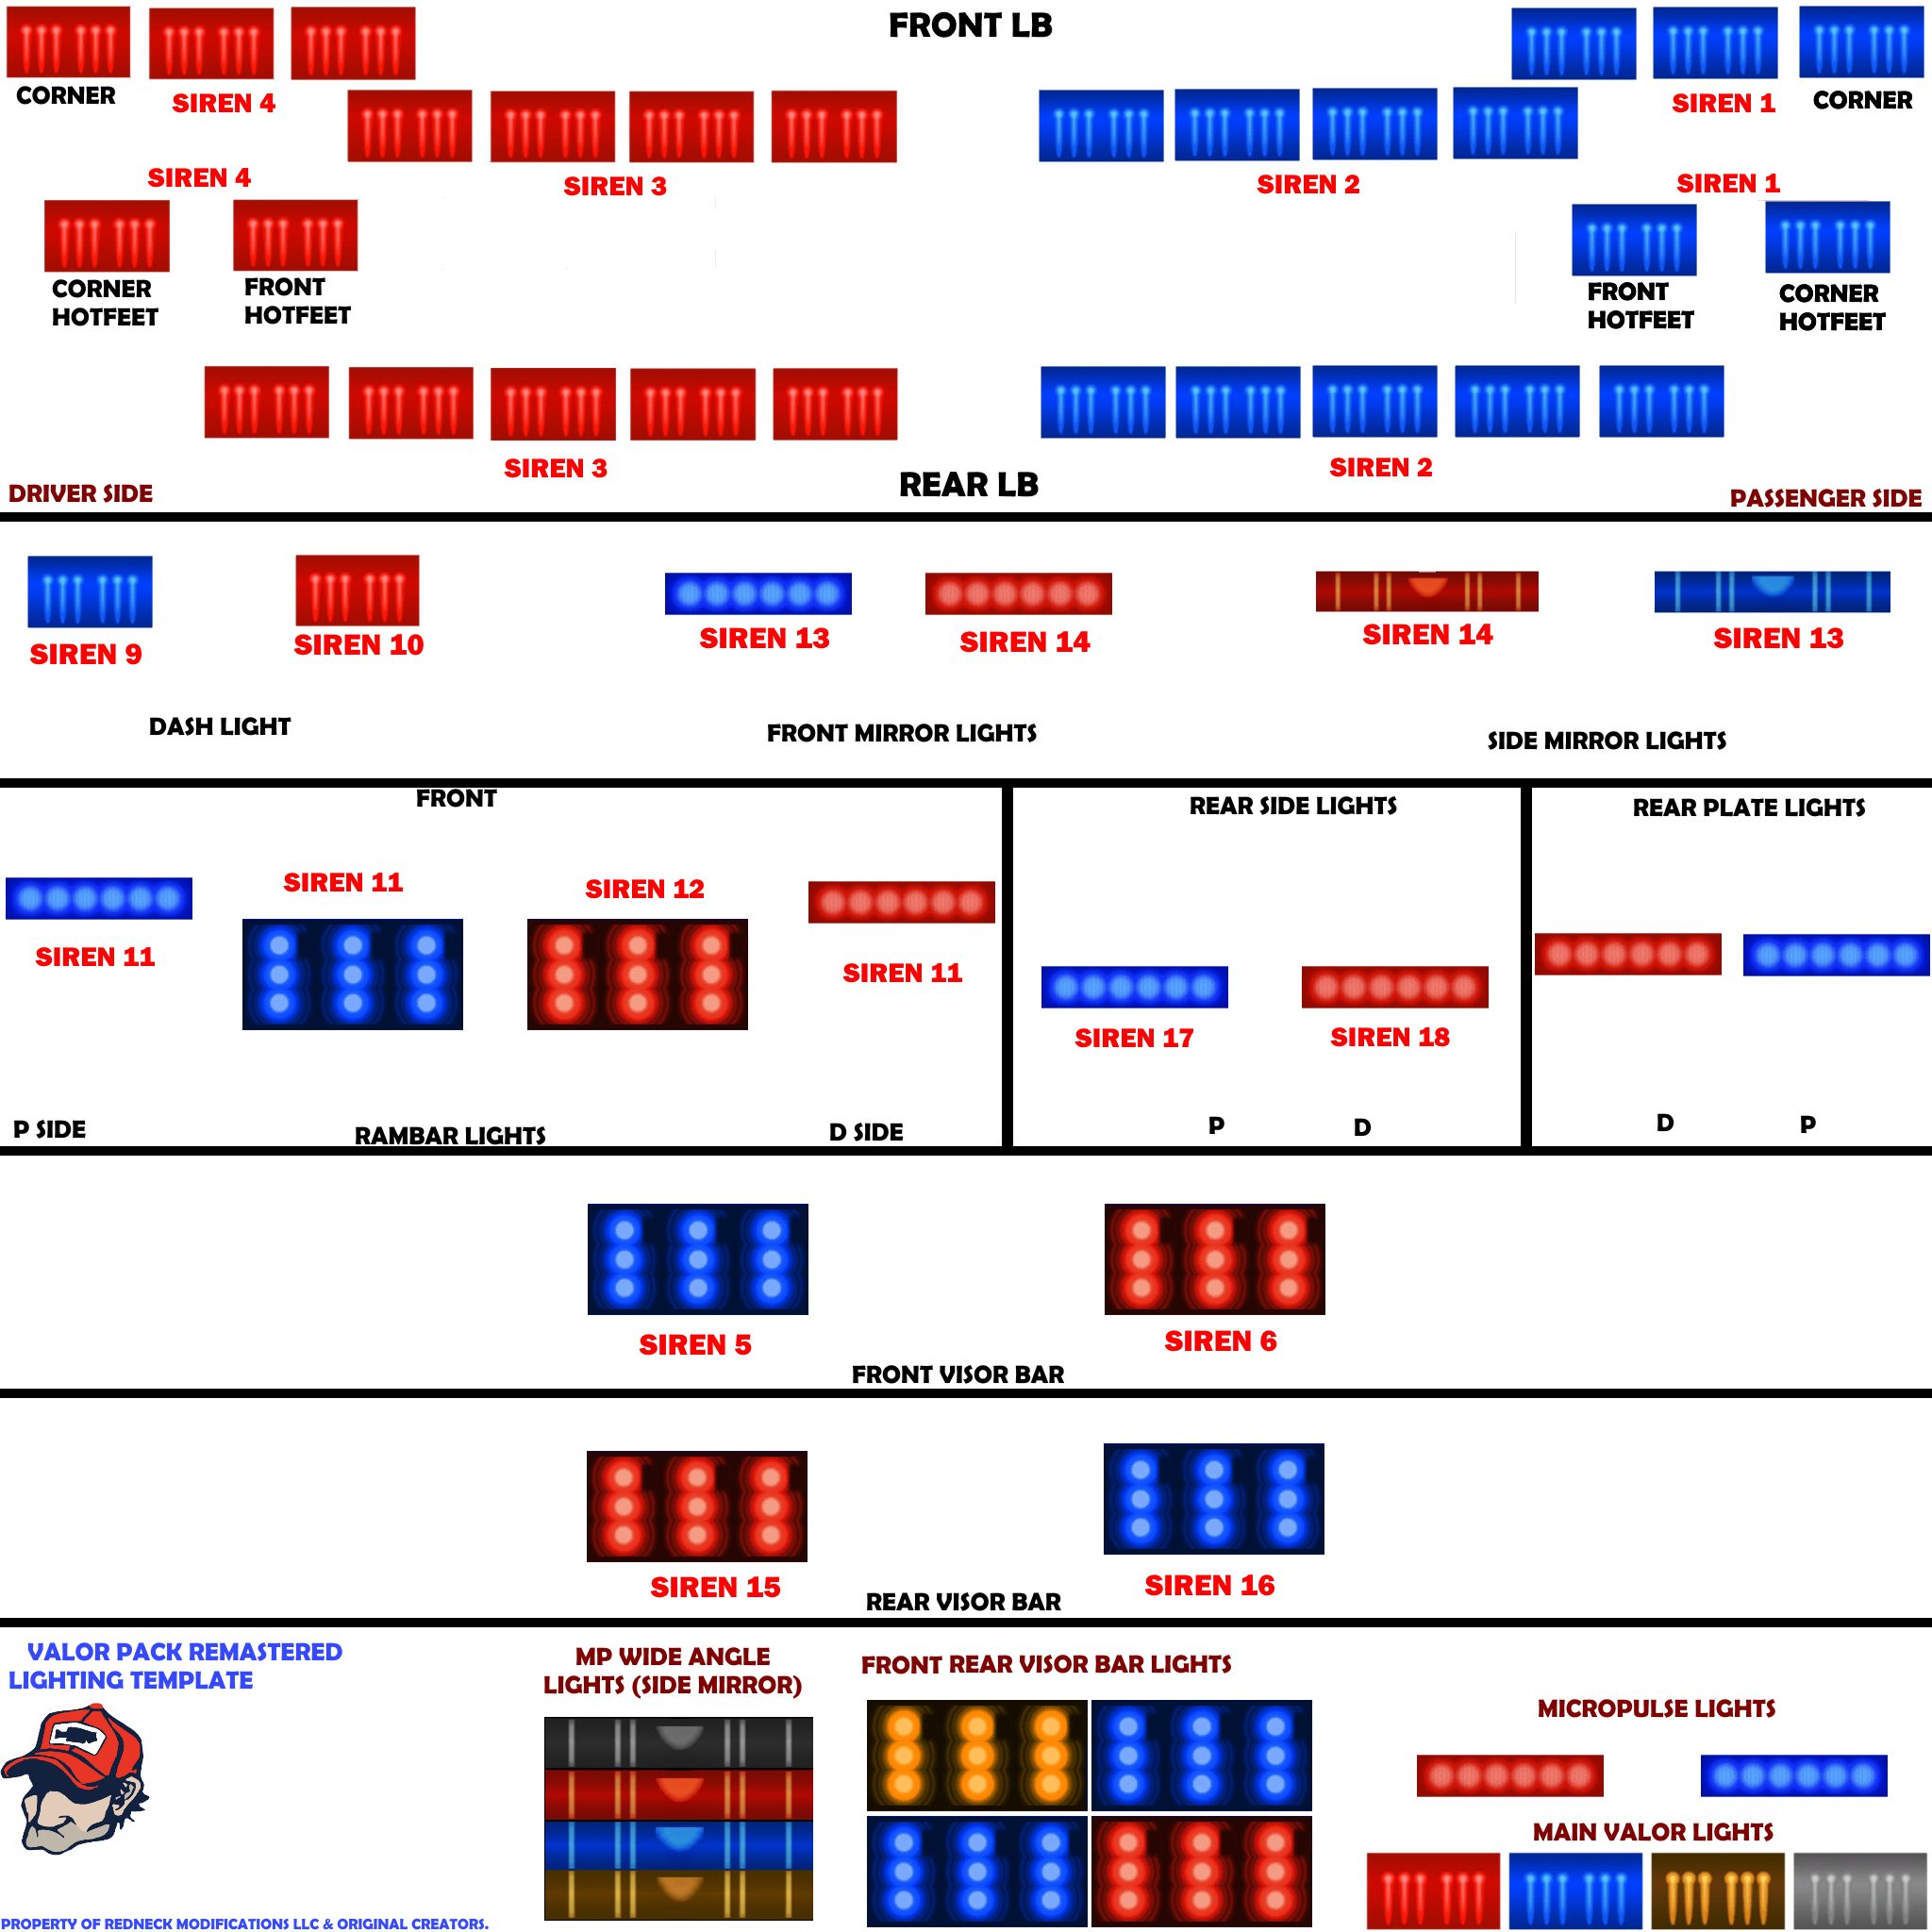 FRONT LB
CORNER
SIREN 4
SIREN 1
CORNER
SIREN 4
SIREN 3
SIREN 2
SIREN 1
CORNER
HOTFEET
FRONT
HOTFEET
FRONT
HOTFEET
CORNER
HOTFEET
SIREN 3
SIREN 2
DRIVER SIDE
REAR LB
PASSENGER SIDE
SIREN 9
SIREN 10
SIREN 13
SIREN 14
SIREN 14
SIREN 13
DASH LIGHT
FRONT MIRROR LIGHTS
SIDE MIRROR LIGHTS
FRONT
SIREN 11
SIREN 12
SIREN 11
SIREN 11
P SIDE
RAMBAR LIGHTS
D SIDE
REAR SIDE LIGHTS
SIREN 17
SIREN 18
P
D
REAR PLATE LIGHTS
D
P
SIREN 5
SIREN 6
FRONT VISOR BAR
SIREN 15
SIREN 16
REAR VISOR BAR
VALOR PACK REMASTERED
LIGHTING TEMPLATE
MP WIDE ANGLE
LIGHTS (SIDE MIRROR)
FRONT REAR VISOR BAR LIGHTS
MICROPULSE LIGHTS
MAIN VALOR LIGHTS
PROPERTY OF REDNECK MODIFICATIONS LLC & ORIGINAL CREATORS.